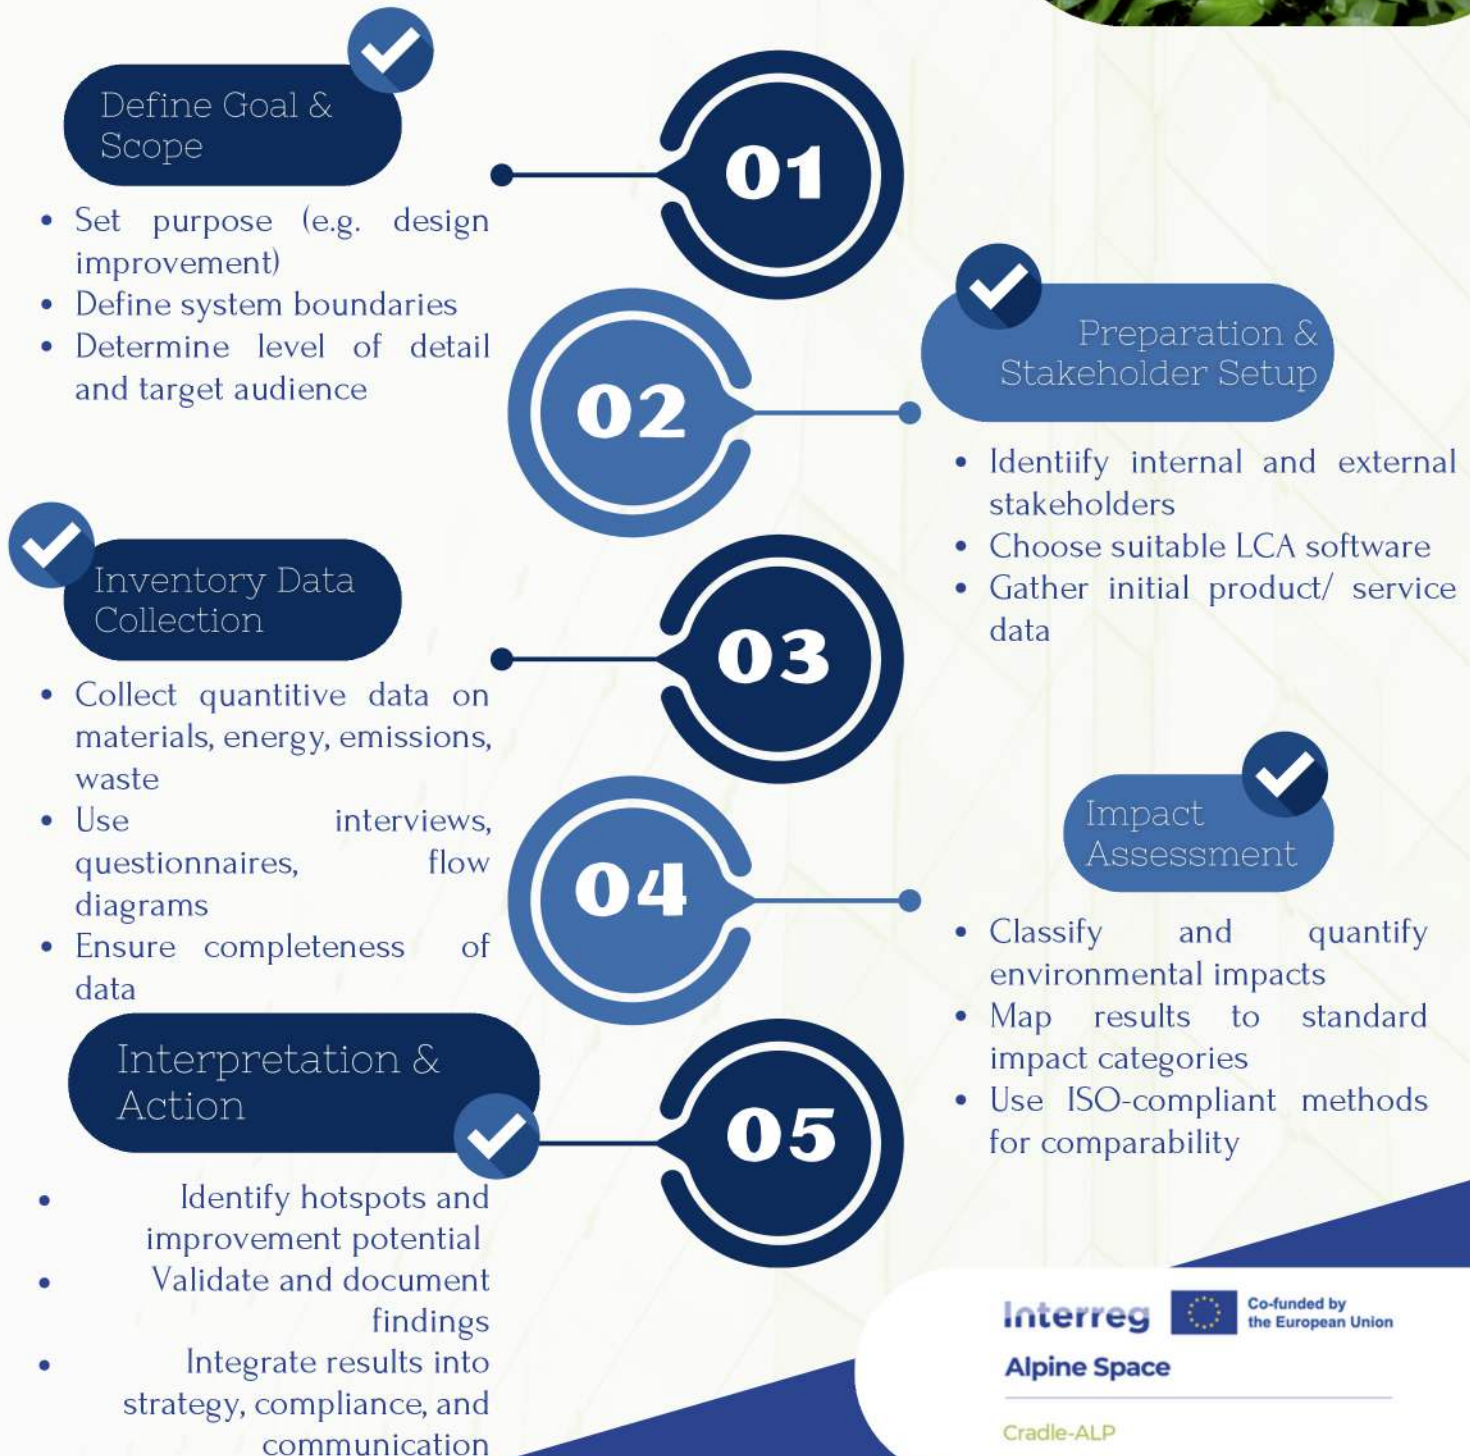 Define Goal &
Scope
01
• Set purpose (e.g. design
improvement)
• Define system boundaries
• Determine level of detail
and target audience
02
Preparation &
Stakeholder Setup
• Identiify internal and external
stakeholders
• Choose suitable LCA software
• Gather initial product/ service
data
Inventory Data
Collection
03
• Collect quantitive data on
materials, energy, emissions,
waste
• Use interviews,
questionnaires, flow
diagrams
• Ensure completeness of
data
04
Impact
Assessment
• Classify and quantify
environmental impacts
• Map results to standard
impact categories
• Use ISO-compliant methods
for comparability
Interpretation &
Action
05
• Identify hotspots and
improvement potential
• Validate and document
findings
• Integrate results into
strategy, compliance, and
communication
Interreg
Co-funded by
the European Union
Alpine Space
Cradle-ALP